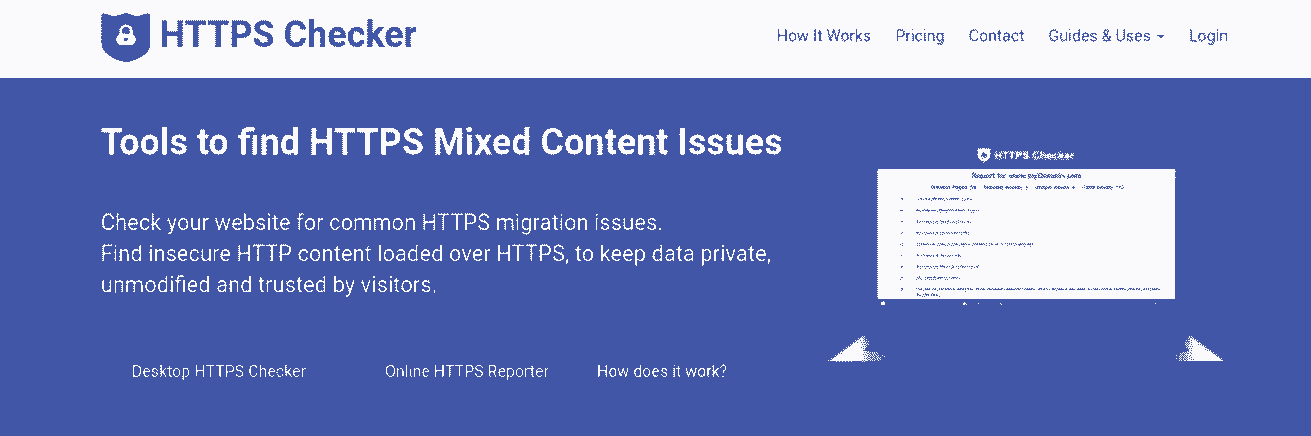 HTTPS Checker
How It Works Pricing Contact Guides & Uses Login
Tools to find HTTPS Mixed Content Issues
Check your website for common HTTPS migration issues.
Find insecure HTTP content loaded over HTTPS, to keep data private,
unmodified and trusted by visitors.
Desktop HTTPS Checker Online HTTPS Reporter How does it work?
HTTPS Checker